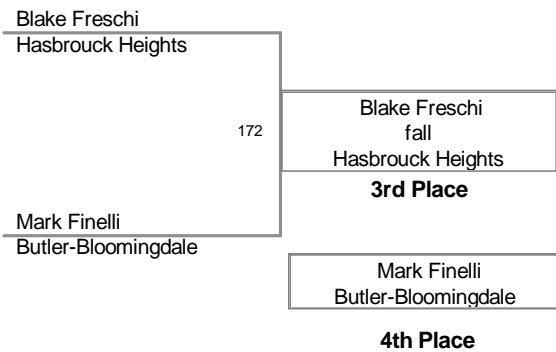 Blake Freschi
Hasbrouck Heights
172
Blake Freschi
fall
Hasbrouck Heights
3rd Place
Mark Finelli
Butler-Bloomingdale
Mark Finelli
Butler-Bloomingdale
4th Place